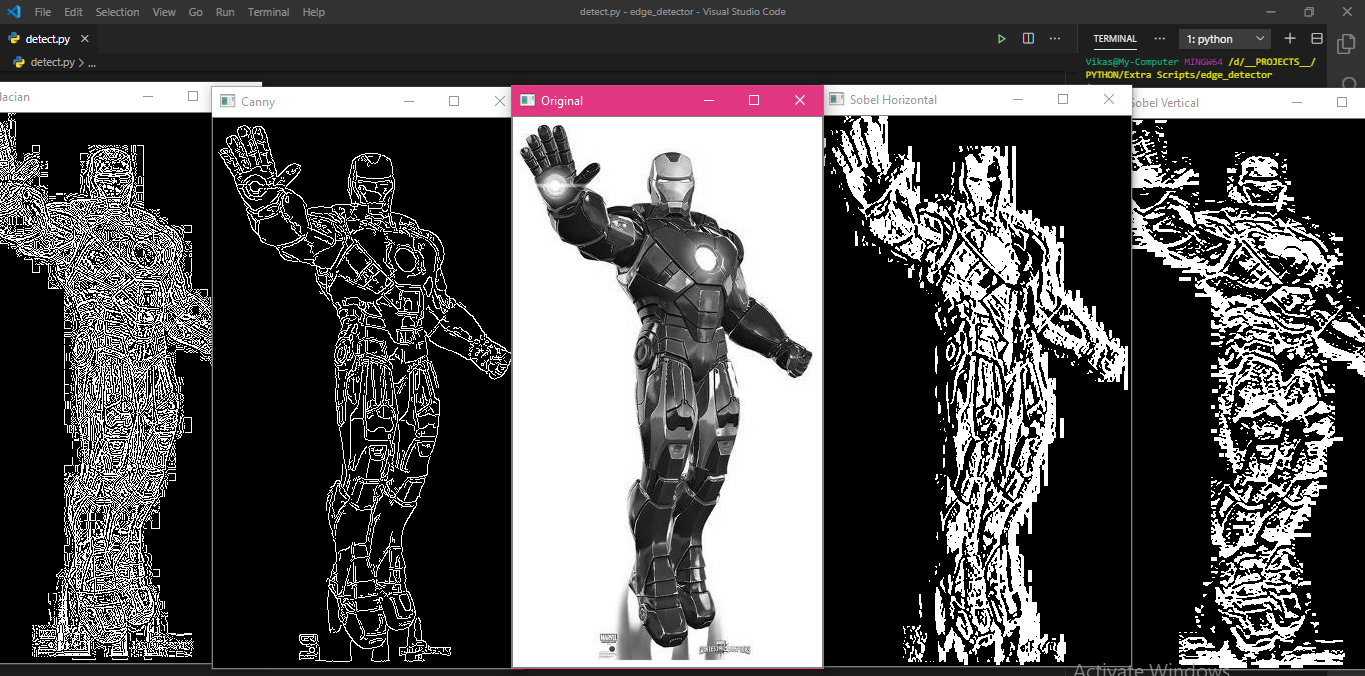 File Edit Selection View Go Run Terminal Help
detect.py - edge_detector - Visual Studio Code
detect.py
TERMINAL
1: python
detect.py > ...
Vikas@My-Computer MINGW64 /d/__PROJECTS__/
PYTHON/Extra Scripts/edge_detector
lacian
Canny
Original
Sobel Horizontal
Sobel Vertical
MARVEL
Activate Windows